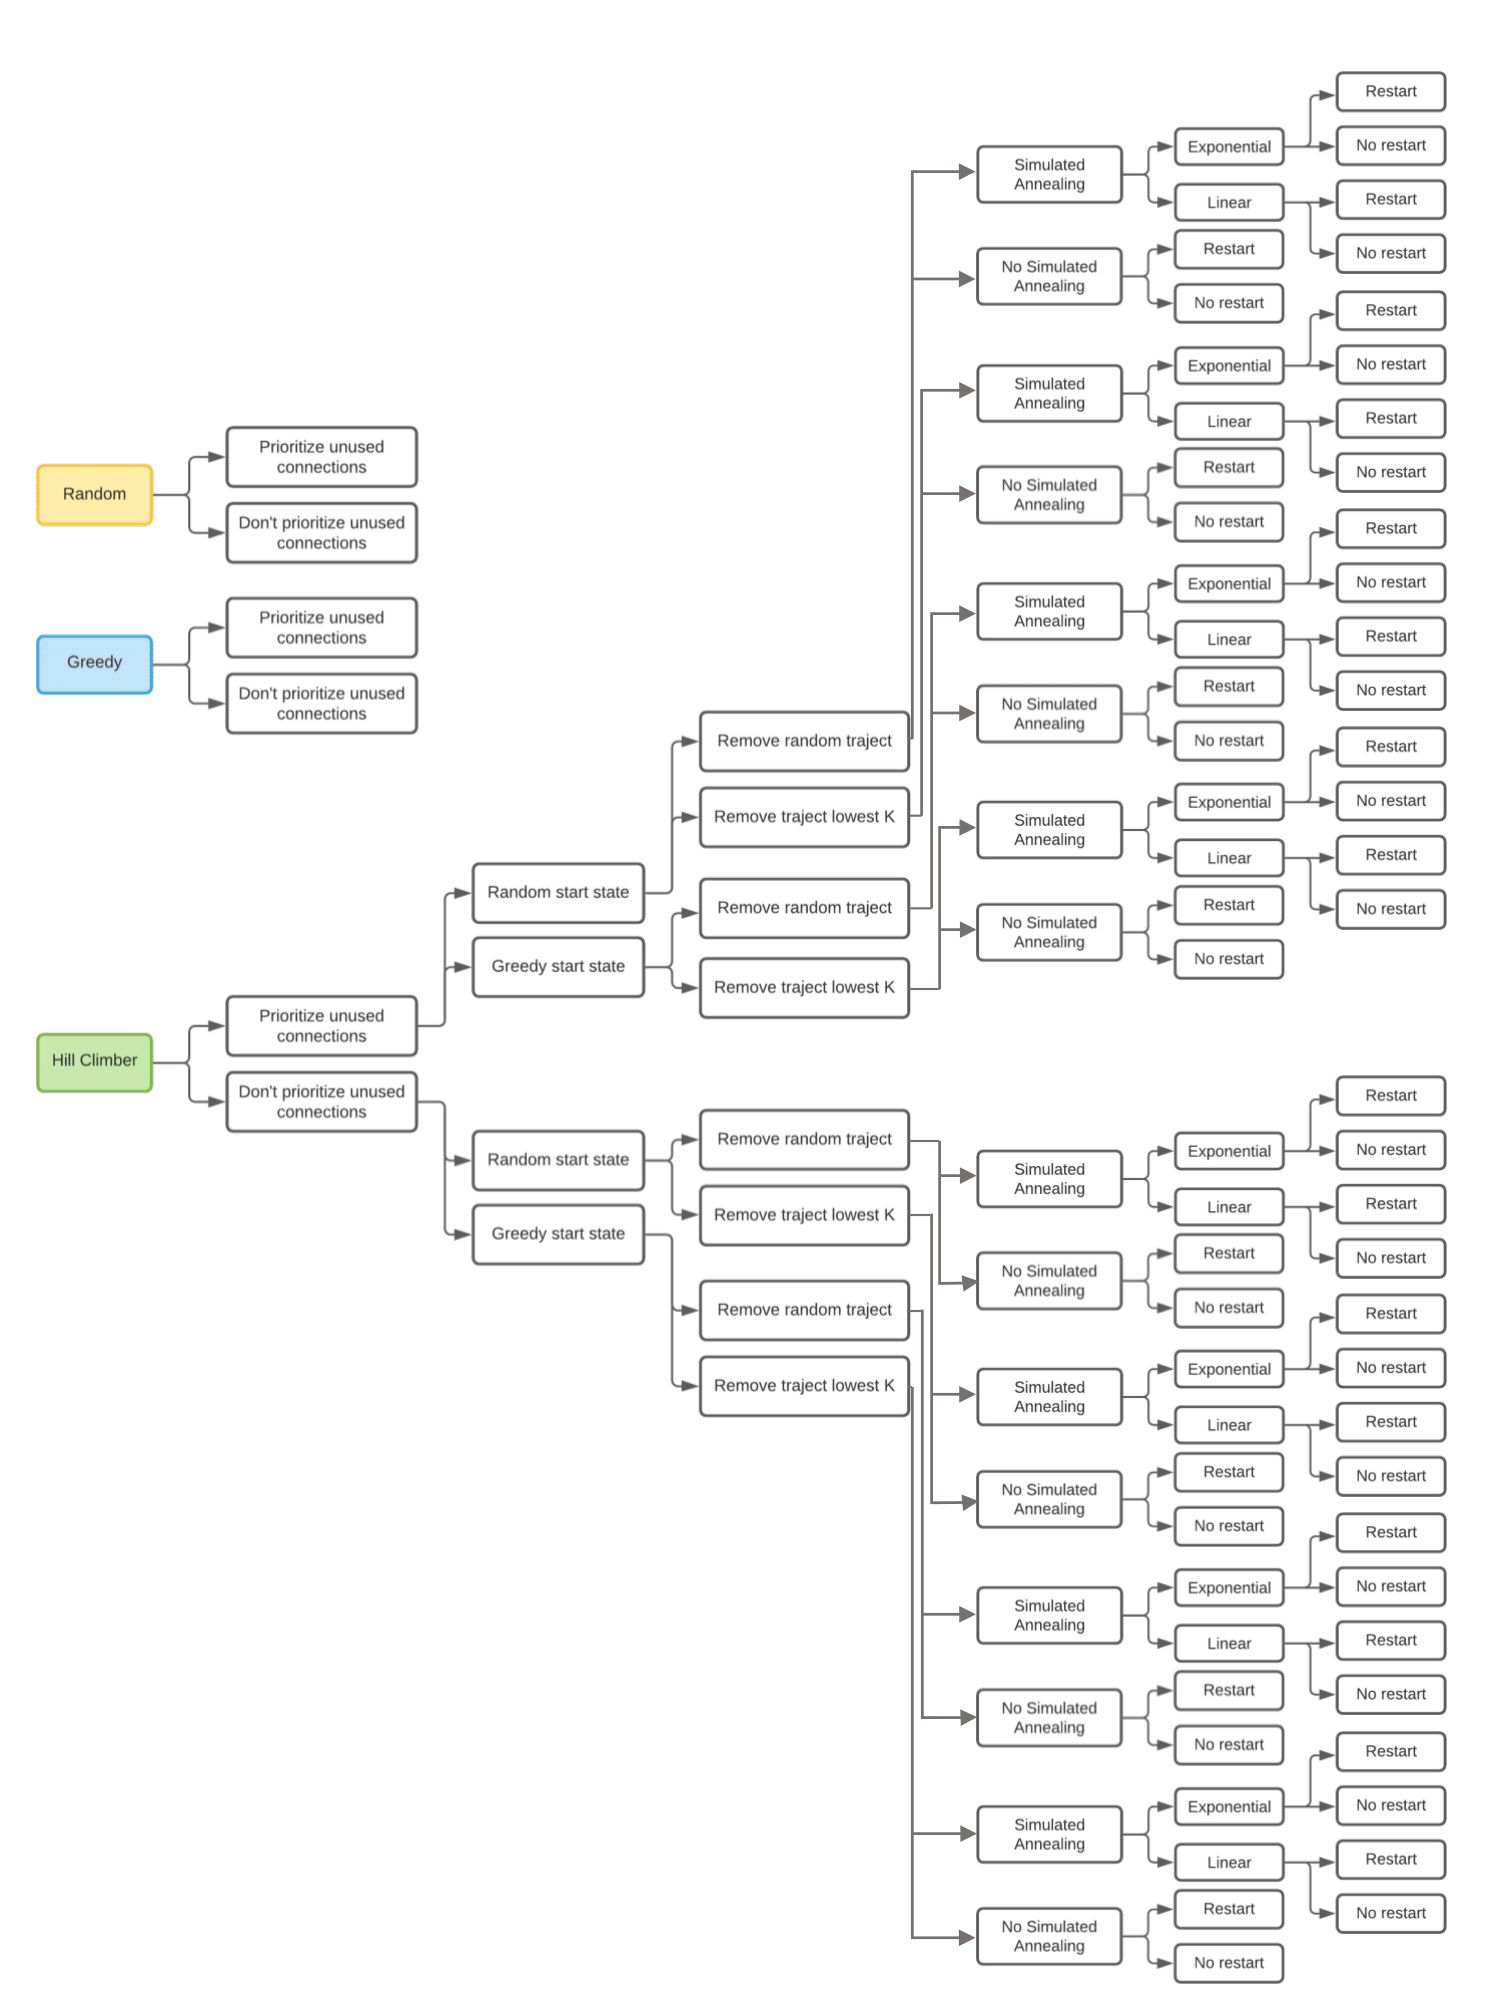 Random
Prioritize unused
connections
Don't prioritize unused
connections
Greedy
Prioritize unused
connections
Don't prioritize unused
connections
Hill Climber
Prioritize unused
connections
Don't prioritize unused
connections
Random start state
Greedy start state
Random start state
Greedy start state
Remove random traject
Remove traject lowest K
Remove random traject
Remove traject lowest K
Remove random traject
Remove traject lowest K
Remove random traject
Remove traject lowest K
Simulated
Annealing
Exponential
Restart
No restart
Linear
Restart
No restart
No Simulated
Annealing
Restart
No restart
Simulated
Annealing
Exponential
Restart
No restart
Linear
Restart
No restart
No Simulated
Annealing
Restart
No restart
Simulated
Annealing
Exponential
Restart
No restart
Linear
Restart
No restart
No Simulated
Annealing
Restart
No restart
Simulated
Annealing
Exponential
Restart
No restart
Linear
Restart
No restart
No Simulated
Annealing
Restart
No restart
Simulated
Annealing
Exponential
Restart
No restart
Linear
Restart
No restart
No Simulated
Annealing
Restart
No restart
Simulated
Annealing
Exponential
Restart
No restart
Linear
Restart
No restart
No Simulated
Annealing
Restart
No restart
Simulated
Annealing
Exponential
Restart
No restart
Linear
Restart
No restart
No Simulated
Annealing
Restart
No restart
Simulated
Annealing
Exponential
Restart
No restart
Linear
Restart
No restart
No Simulated
Annealing
Restart
No restart